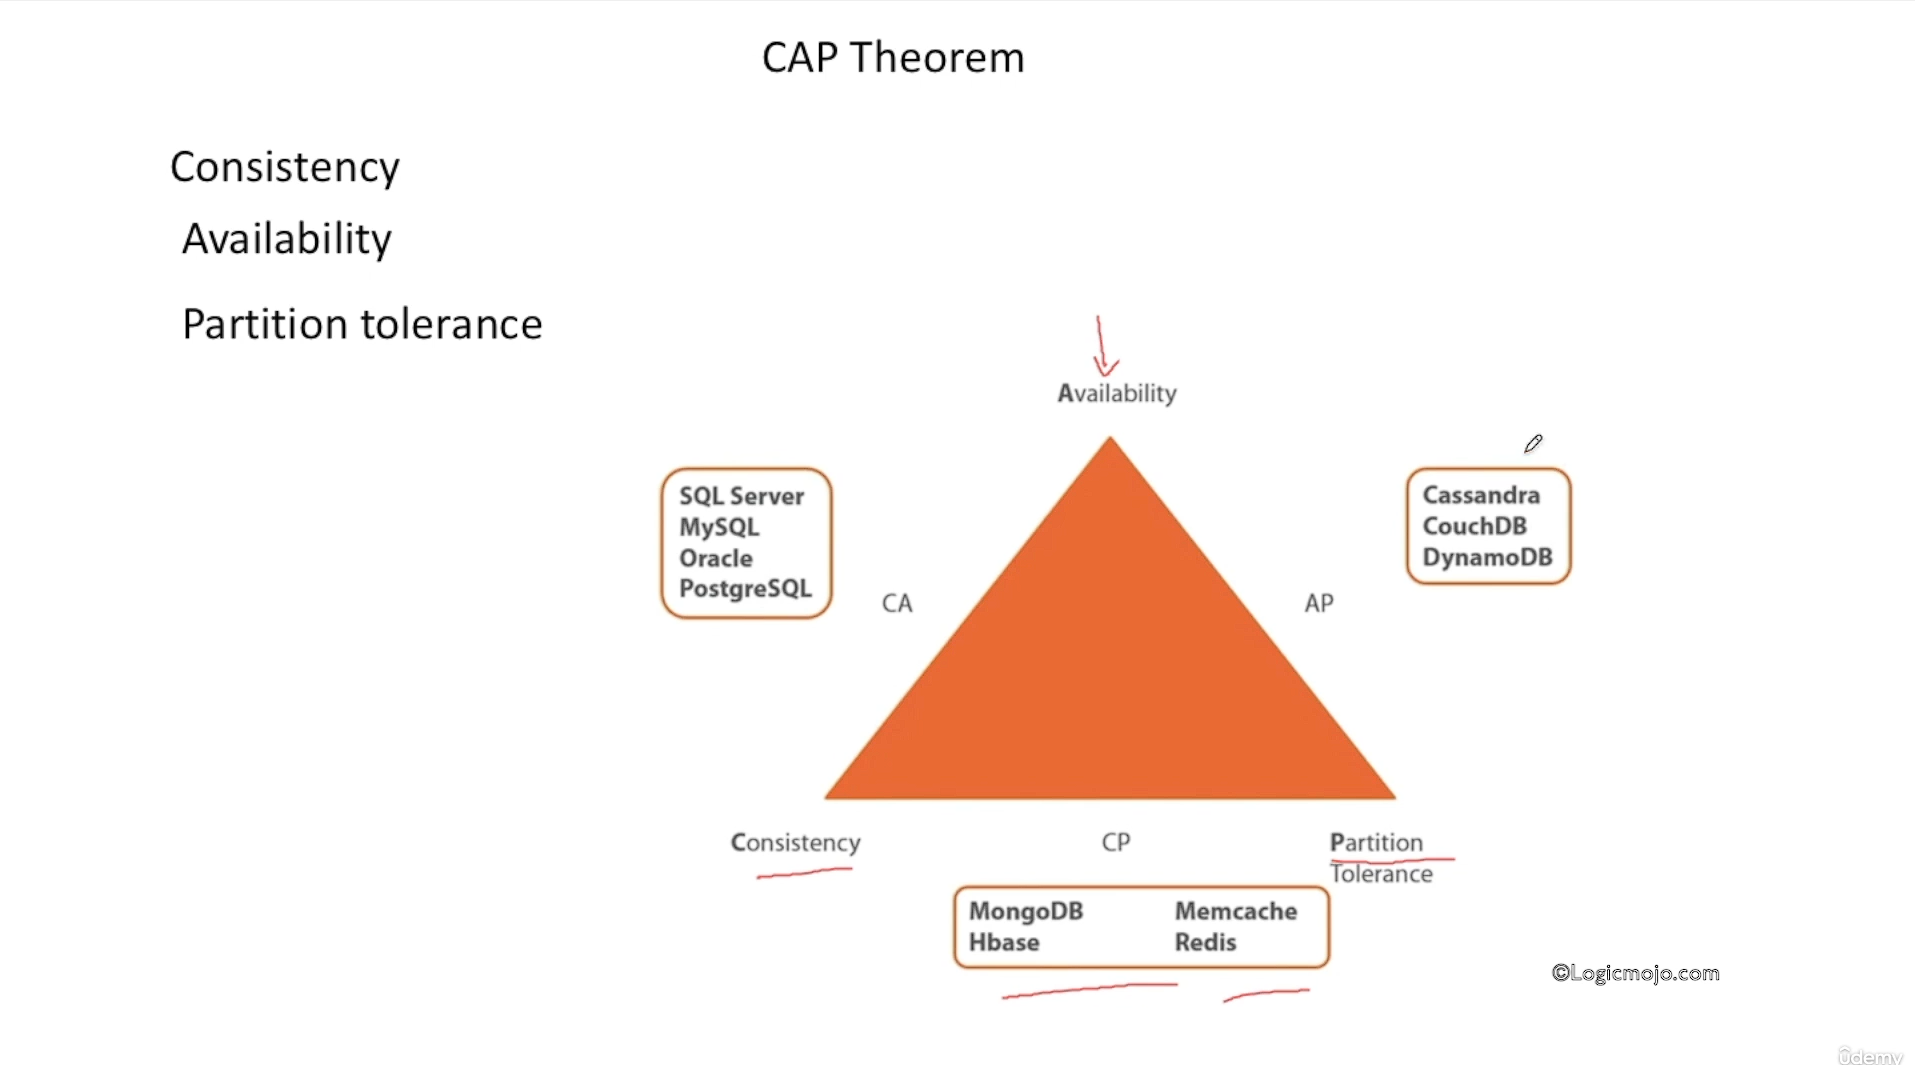 CAP Theorem
Consistency
Availability
Partition tolerance
Availability
SQL Server
MySQL
Oracle
PostgreSQL
CA
AP
Cassandra
CouchDB
DynamoDB
Consistency
CP
Partition
Tolerance
MongoDB Memcache
Hbase Redis
©Logicmojo.com
ûdemy